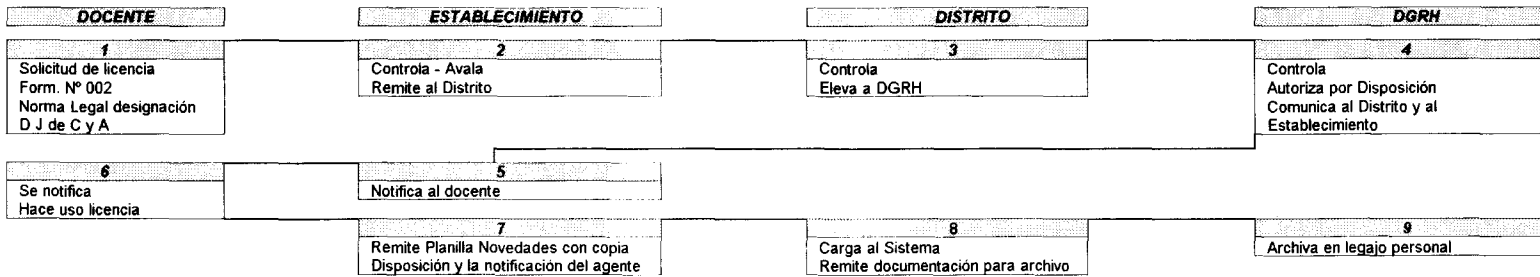 DOCENTE
ESTABLECIMIENTO
DISTRITO
DGRH
1
Solicitud de licencia
Form. Nº 002
Norma Legal designación
D J de C y A
2
Controla - Avala
Remite al Distrito
3
Controla
Eleva a DGRH
4
Controla
Autoriza por Disposición
Comunica al Distrito y al
Establecimiento
6
Se notifica
Hace uso licencia
5
Notifica al docente
7
Remite Planilla Novedades con copia
Disposición y la notificación del agente
8
Carga al Sistema
Remite documentación para archivo
9
Archiva en legajo personal